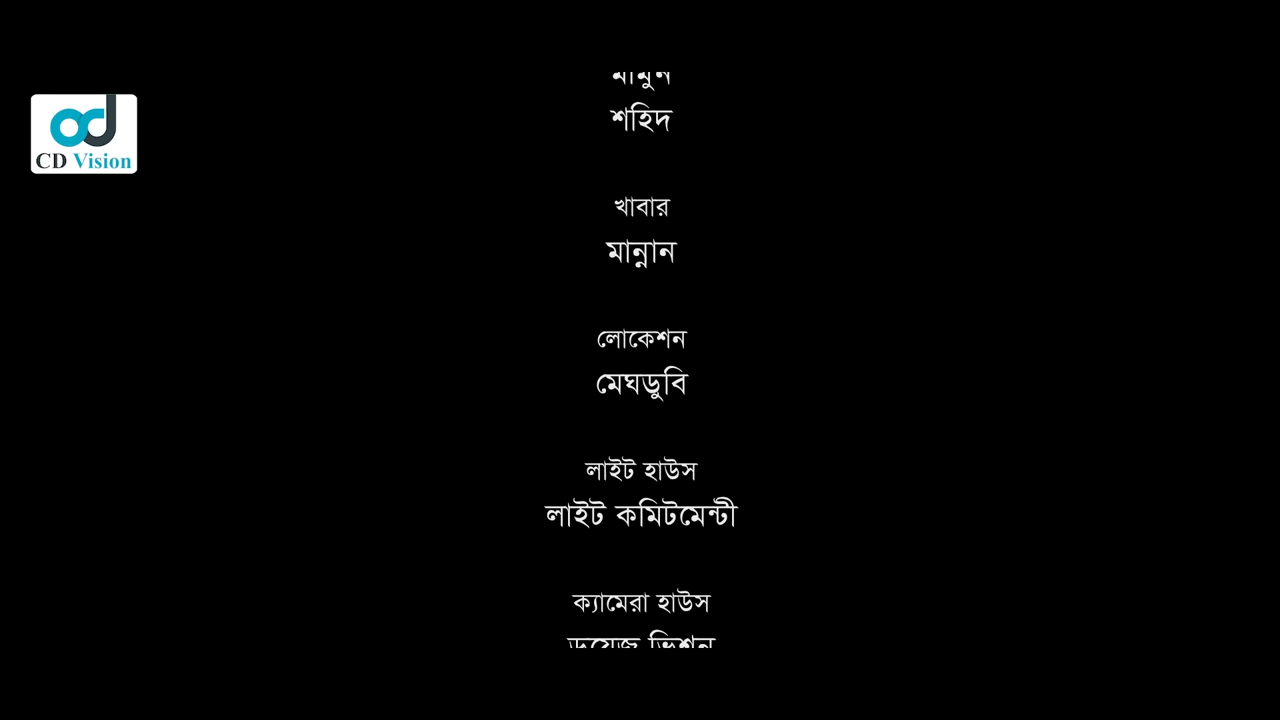 CD Vision
মামুন
শহিদ
খাবার
মান্নান
লোকেশন
মেঘডুবি
লাইট হাউস
লাইট কমিটমেন্টী
ক্যামেরা হাউস